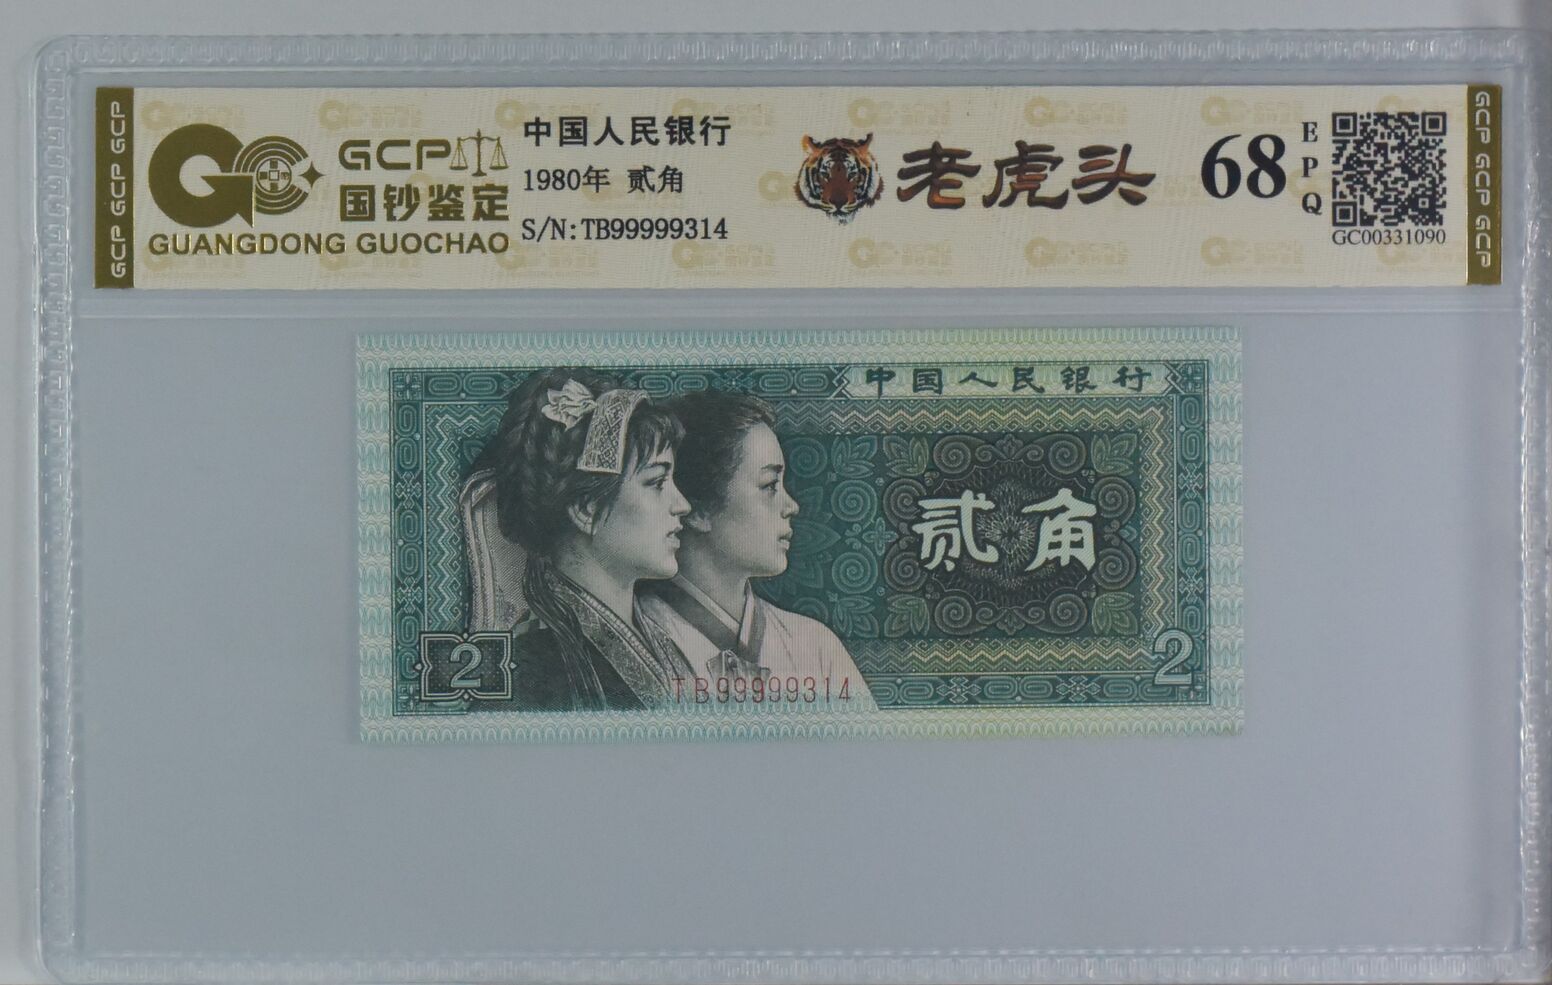 GCP GCP GCP
GCP
国钞鉴定
GUANGDONG GUOCHAO
中国人民银行
1980年 贰角
S/N:TB99999314
老虎头
68
EPQ
GC00331090
GCP GCP GCP
中国人民银行
贰角
2
2
TB99999314